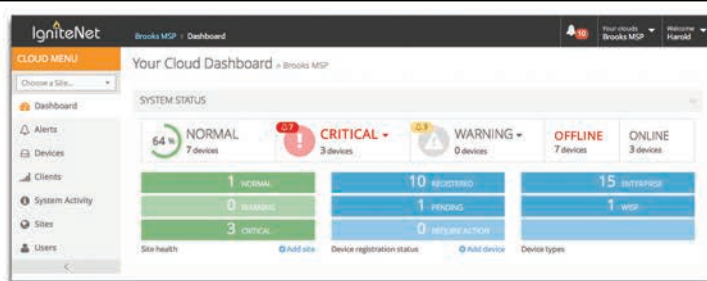 IgniteNet
Brooks MSP › Dashboard
10
Your clouds
Brooks MSP
Welcome
Harold
CLOUD MENU
Choose a Site...
Dashboard
Alerts
Devices
Clients
System Activity
Sites
Users
Your Cloud Dashboard » Brooks MSP
SYSTEM STATUS
64 %
NORMAL
7 devices
7
CRITICAL
3 devices
3
WARNING
0 devices
OFFLINE
7 devices
ONLINE
3 devices
1 NORMAL
0 WARNING
3 CRITICAL
Site health
Add site
10 REGISTERED
1 PENDING
0 REQUIRE ACTION
Device registration status
Add device
15 ENTERPRISE
1 WISP
Device types